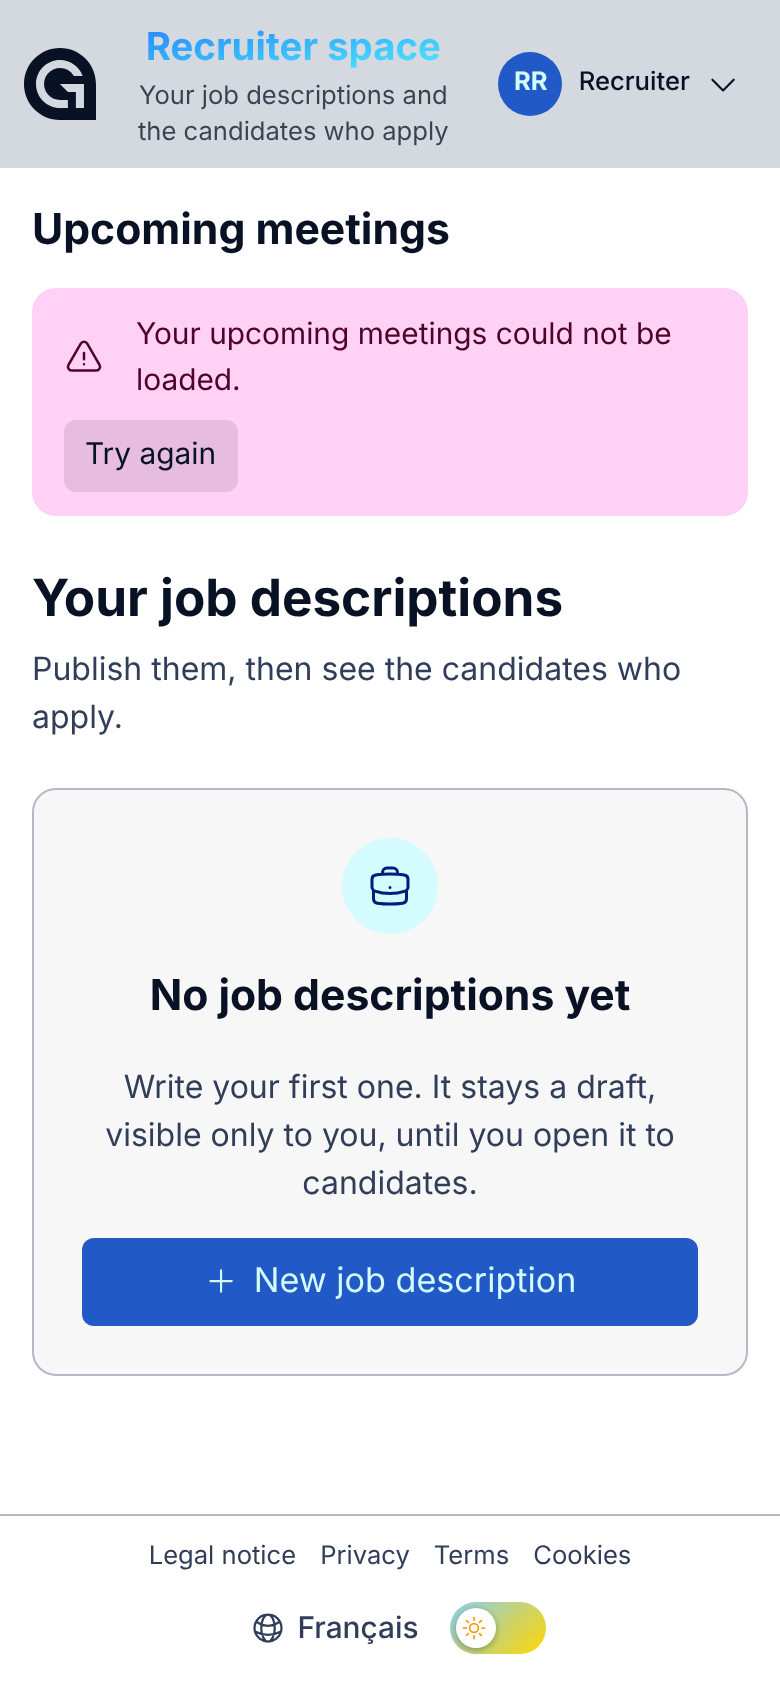 Recruiter space
Your job descriptions and
the candidates who apply
RR
Recruiter
Upcoming meetings
Your upcoming meetings could not be
loaded.
Try again
Your job descriptions
Publish them, then see the candidates who
apply.
No job descriptions yet
Write your first one. It stays a draft,
visible only to you, until you open it to
candidates.
New job description
Legal notice Privacy Terms Cookies
Français